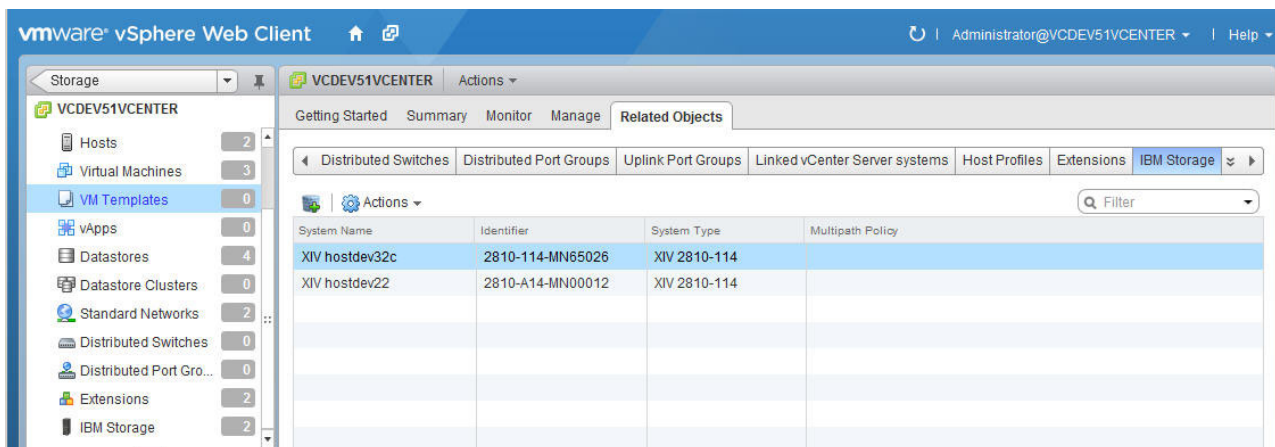 vmware vSphere Web Client
Administrator@VCDEV51VCENTER | Help
Storage
VCDEV51VCENTER
Hosts 2
Virtual Machines 3
VM Templates 0
vApps 0
Datastores 4
Datastore Clusters 0
Standard Networks 2
Distributed Switches 0
Distributed Port Gro... 0
Extensions 2
IBM Storage 2
VCDEV51VCENTER Actions
Getting Started Summary Monitor Manage Related Objects
Distributed Switches Distributed Port Groups Uplink Port Groups Linked vCenter Server systems Host Profiles Extensions IBM Storage
Actions Filter
System Name Identifier System Type Multipath Policy
XIV hostdev32c 2810-114-MN65026 XIV 2810-114
XIV hostdev22 2810-A14-MN00012 XIV 2810-114